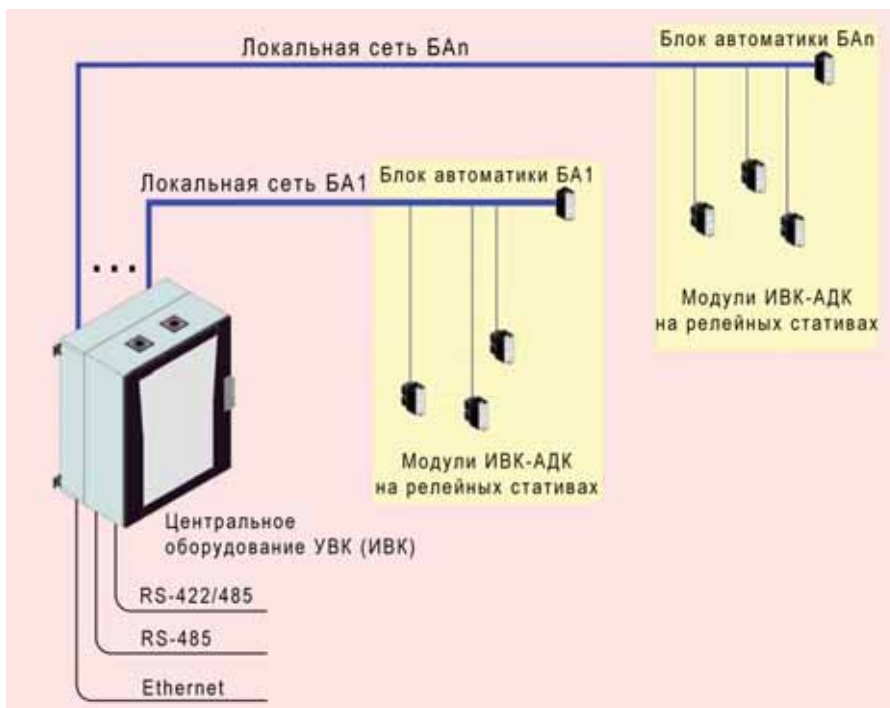 Локальная сеть БАn
Блок автоматики БАn
Локальная сеть БА1
Блок автоматики БА1
...
Модули ИВК-АДК
на релейных стативах
Модули ИВК-АДК
на релейных стативах
Центральное
оборудование УВК (ИВК)
RS-422/485
RS-485
Ethernet